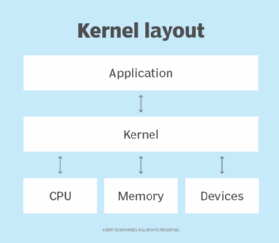 Kernel layout
Application
Kernel
CPU
Memory
Devices